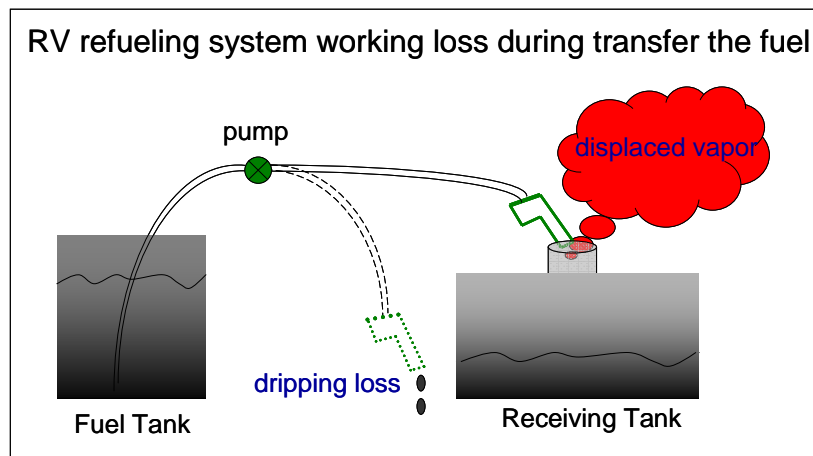 RV refueling system working loss during transfer the fuel
pump
displaced vapor
dripping loss
Fuel Tank
Receiving Tank